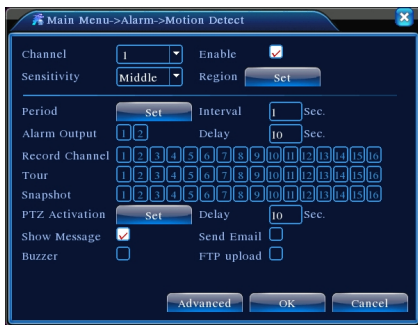 Main Menu->Alarm->Motion Detect
Channel 1 Enable
Sensitivity Middle Region Set
Period Set Interval 1 Sec.
Alarm Output 1 2 Delay 10 Sec.
Record Channel 1 2 3 4 5 6 7 8 9 10 11 12 13 14 15 16
Tour 1 2 3 4 5 6 7 8 9 10 11 12 13 14 15 16
Snapshot 1 2 3 4 5 6 7 8 9 10 11 12 13 14 15 16
PTZ Activation Set Delay 10 Sec.
Show Message Send Email
Buzzer FTP upload
Advanced OK Cancel